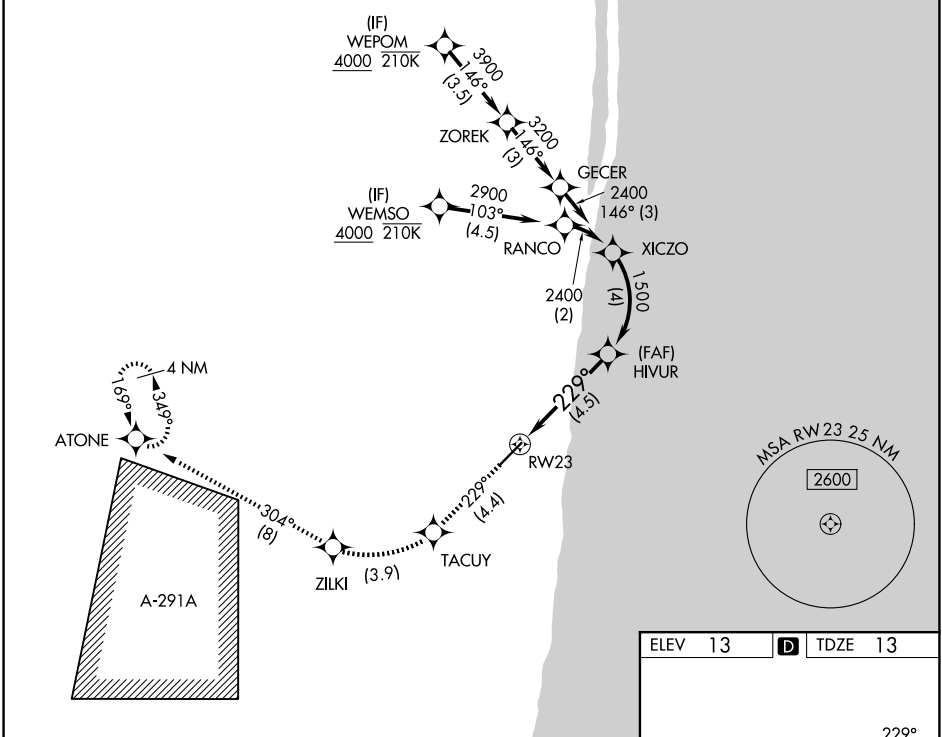 (IF)
WEPOM
4000 210K
3900
146°
(3.5)
ZOREK
3200
146°
(3)
GECER
2400
146° (3)
(IF)
WEMSO
4000 210K
2900
103°
(4.5)
RANCO
XICZO
2400
(2)
1500
(4)
(FAF)
HIVUR
229°
(4.5)
RW23
4 NM
169°
349°
ATONE
229°
(4.4)
TACUY
304°
(8)
ZILKI
(3.9)
A-291A
MSA RW23 25 NM
2600
ELEV 13 D TDZE 13
229°